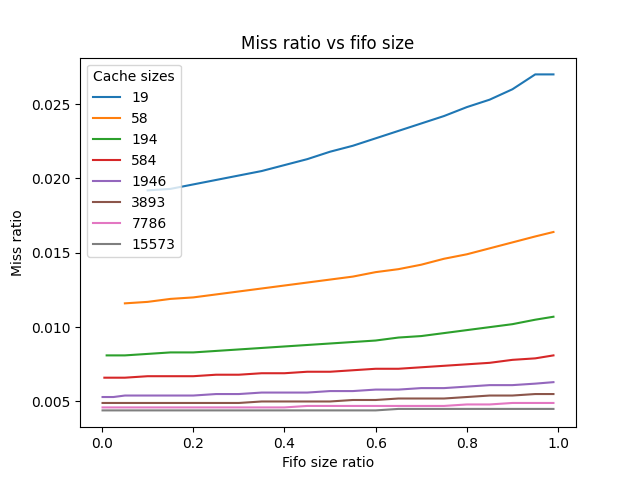 Miss ratio vs fifo size
Cache sizes
19
58
194
584
1946
3893
7786
15573
0.025
0.020
0.015
0.010
0.005
Miss ratio
0.0 0.2 0.4 0.6 0.8 1.0
Fifo size ratio